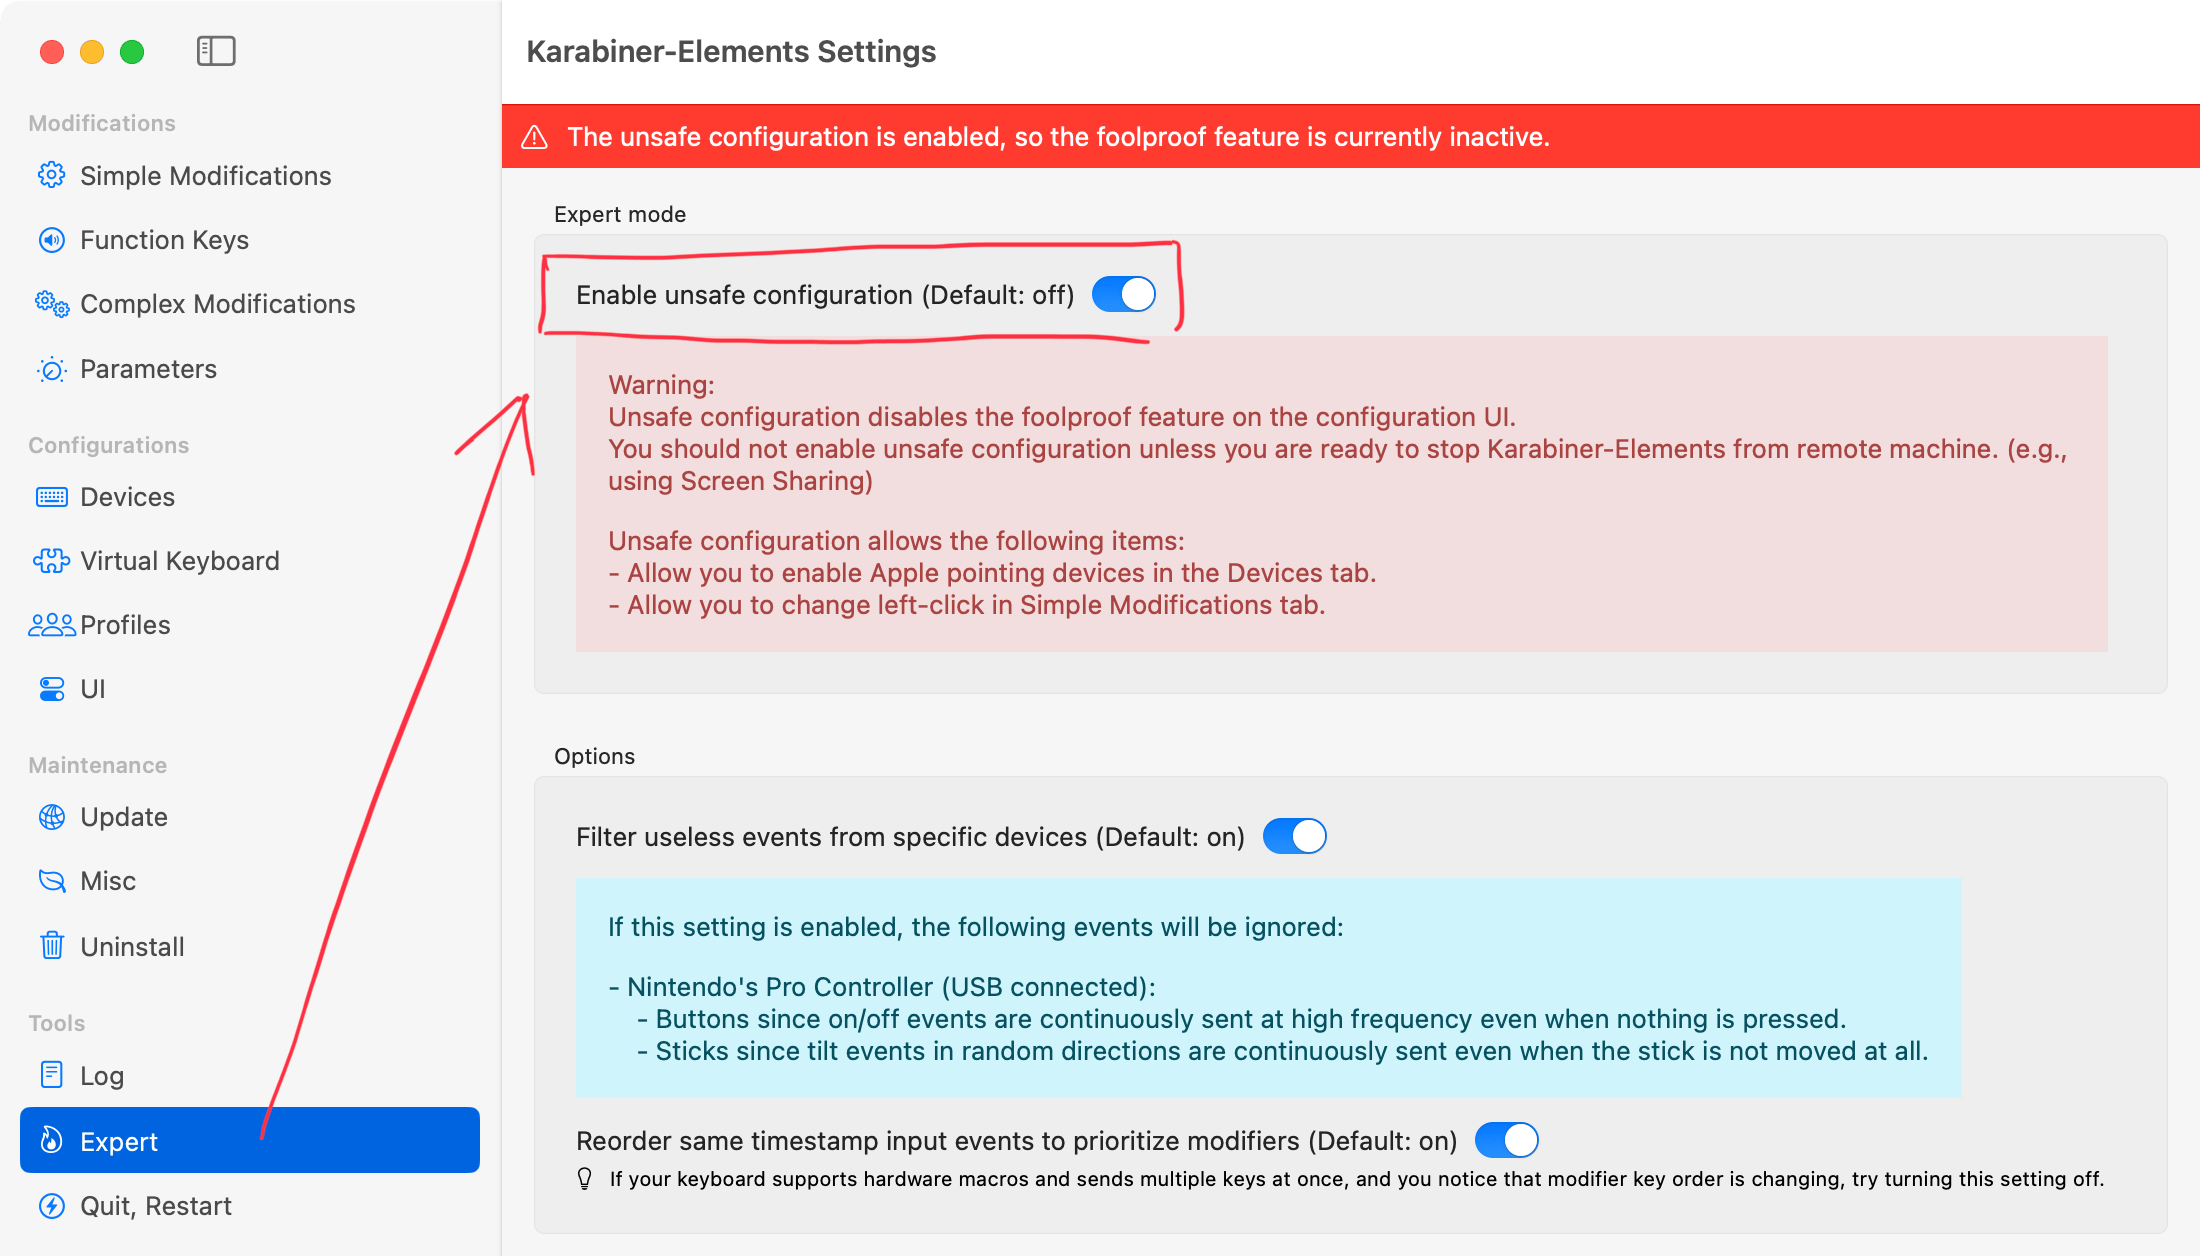 Modifications
Simple Modifications
Function Keys
Complex Modifications
Parameters
Configurations
Devices
Virtual Keyboard
Profiles
UI
Maintenance
Update
Misc
Uninstall
Tools
Log
Expert
Quit, Restart
Karabiner-Elements Settings
The unsafe configuration is enabled, so the foolproof feature is currently inactive.
Expert mode
Enable unsafe configuration (Default: off)
Warning:
Unsafe configuration disables the foolproof feature on the configuration UI.
You should not enable unsafe configuration unless you are ready to stop Karabiner-Elements from remote machine. (e.g.,
using Screen Sharing)
Unsafe configuration allows the following items:
- Allow you to enable Apple pointing devices in the Devices tab.
- Allow you to change left-click in Simple Modifications tab.
Options
Filter useless events from specific devices (Default: on)
If this setting is enabled, the following events will be ignored:
- Nintendo's Pro Controller (USB connected):
- Buttons since on/off events are continuously sent at high frequency even when nothing is pressed.
- Sticks since tilt events in random directions are continuously sent even when the stick is not moved at all.
Reorder same timestamp input events to prioritize modifiers (Default: on)
If your keyboard supports hardware macros and sends multiple keys at once, and you notice that modifier key order is changing, try turning this setting off.